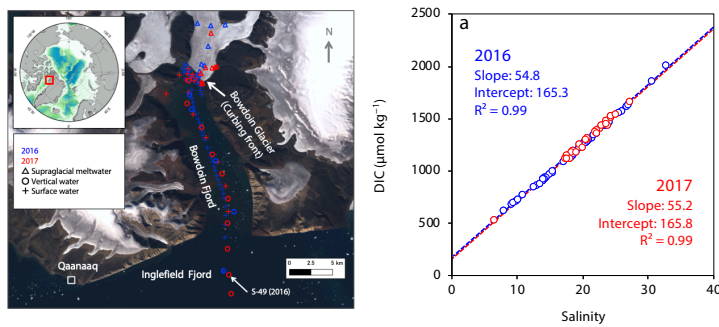 N
2016
2017
Supraglacial meltwater
Vertical water
Surface water
Bowdoin Glacier
(Curbing front)
Bowdoin Fjord
Qaanaaq
Inglefield Fjord
0 2.5 5 km
S-49 (2016)
a
2016
Slope: 54.8
Intercept: 165.3
R² = 0.99
2017
Slope: 55.2
Intercept: 165.8
R² = 0.99
DIC (μmol kg⁻¹)
2500
2000
1500
1000
500
0
0 10 20 30 40
Salinity